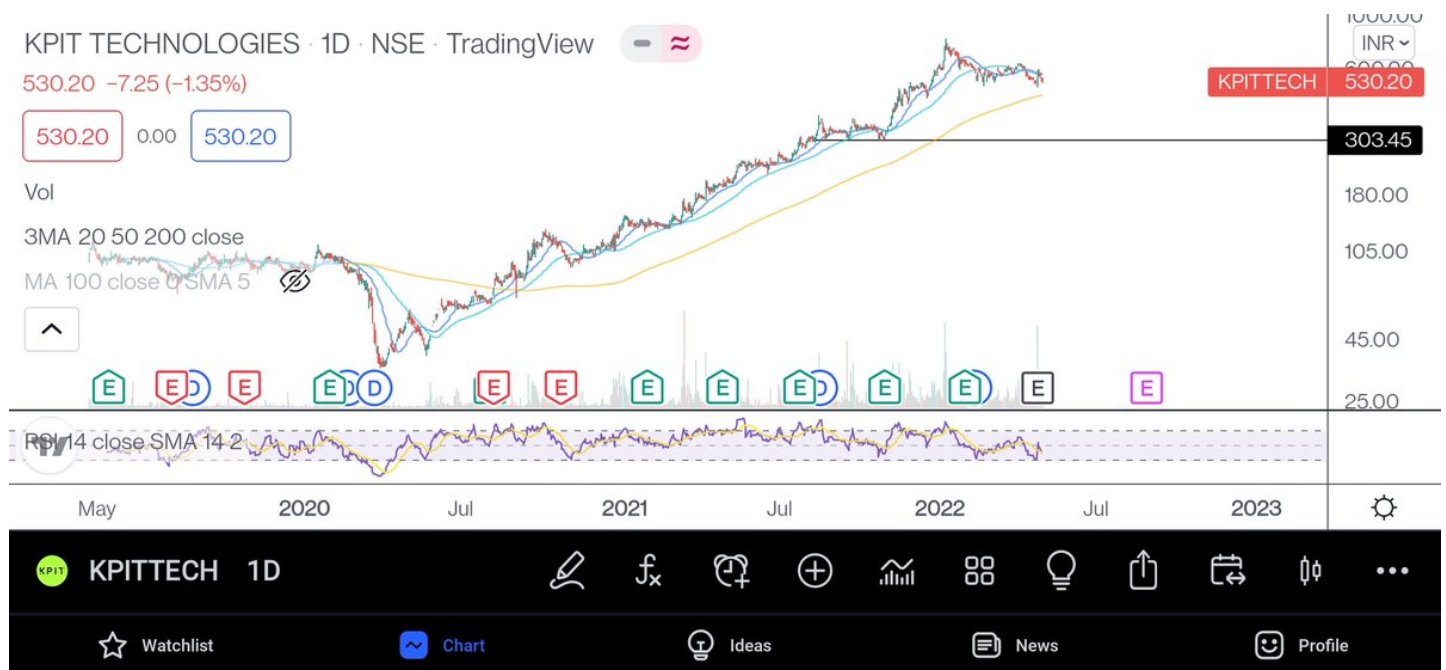 KPIT TECHNOLOGIES · 1D · NSE · TradingView
530.20 −7.25 (−1.35%)
530.20 0.00 530.20
Vol
3MA 20 50 200 close
MA 100 close 0 SMA 5
1000.00
INR
600.00
KPITTECH 530.20
303.45
180.00
105.00
45.00
25.00
E E D E E D E E E E E D E E D E E
RSI 14 close SMA 14 2
May 2020 Jul 2021 Jul 2022 Jul 2023
KPIT KPITTECH 1D
Watchlist Chart Ideas News Profile